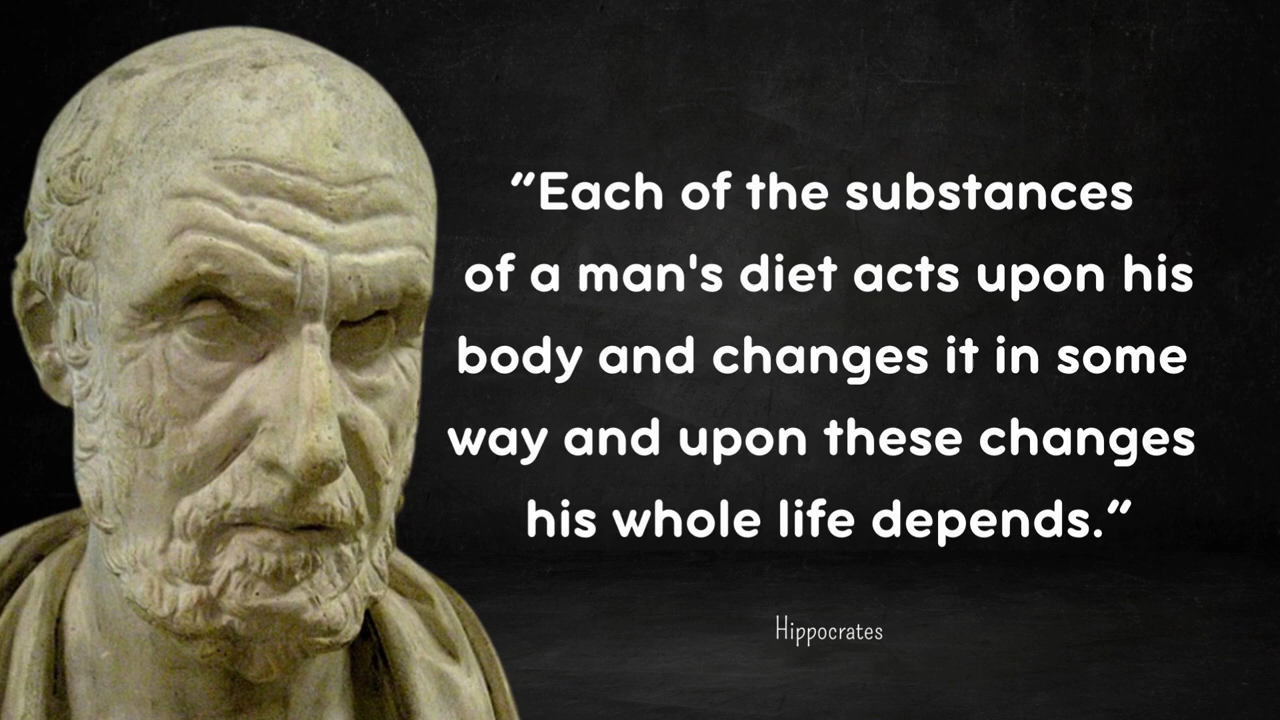 “Each of the substances
of a man's diet acts upon his
body and changes it in some
way and upon these changes
his whole life depends.”
Hippocrates